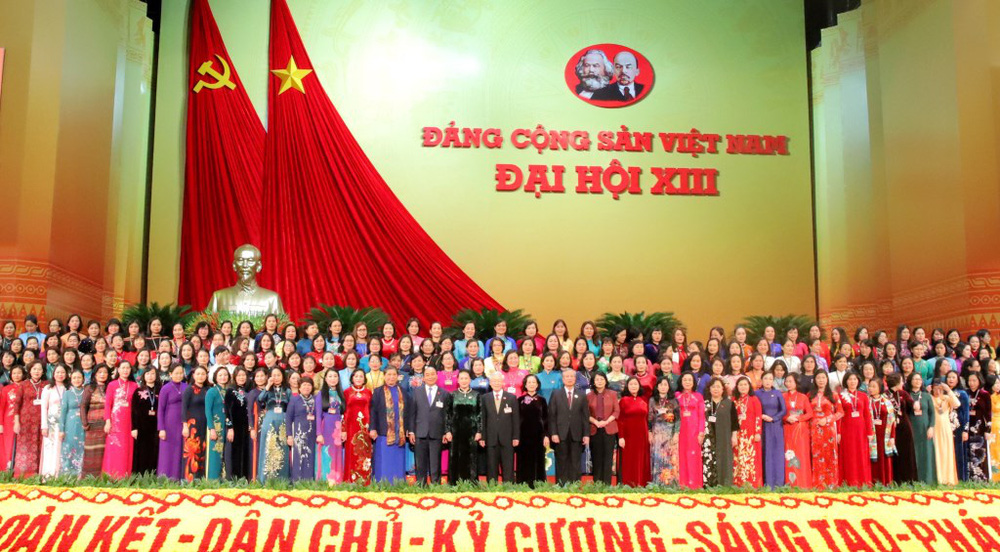 ĐẢNG CỘNG SẢN VIỆT NAM
ĐẠI HỘI XIII
ĐOÀN KẾT-DÂN CHỦ-KỶ CƯƠNG-SÁNG TẠO-PHÁT